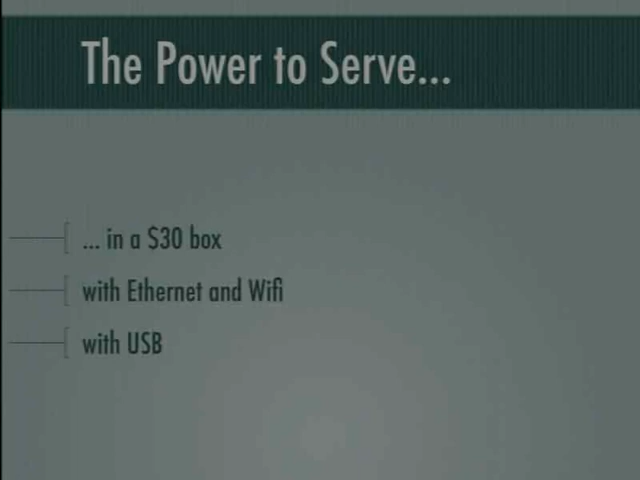 The Power to Serve...
... in a $30 box
with Ethernet and Wifi
with USB